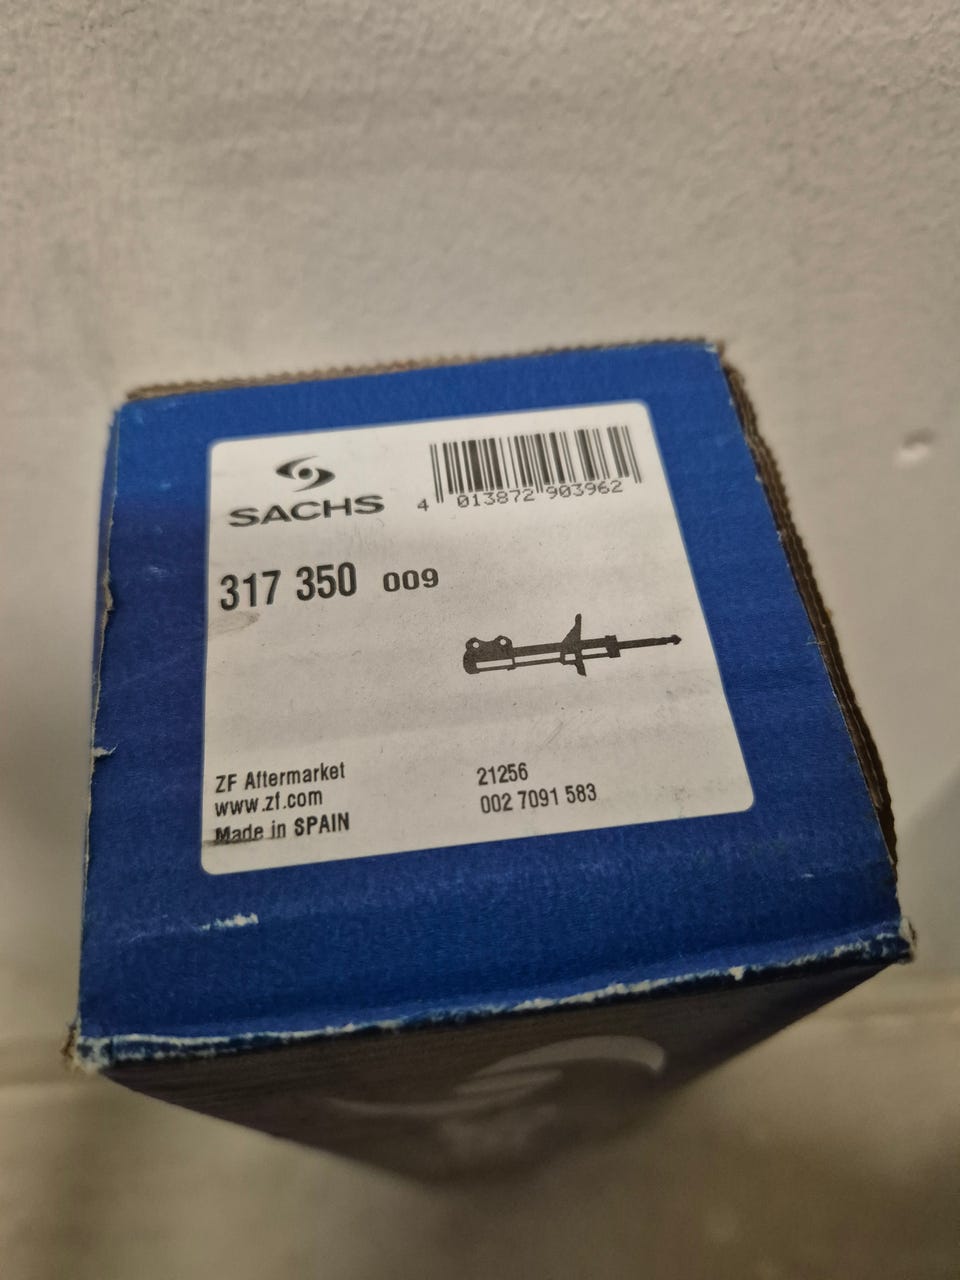 SACHS
4 013872 903962
317 350 009
ZF Aftermarket
www.zf.com
Made in SPAIN
21256
002 7091 583